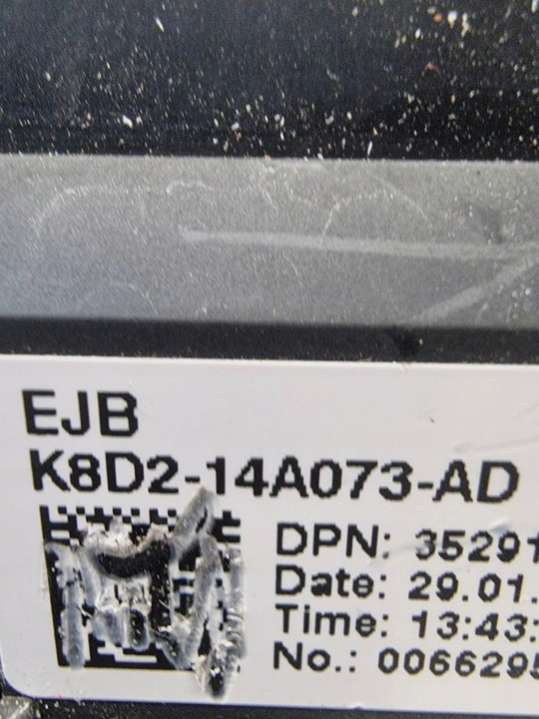 EJB
K8D2-14A073-AD
DPN: 35291
Date: 29.01.
Time: 13:43:
No.: 0066295